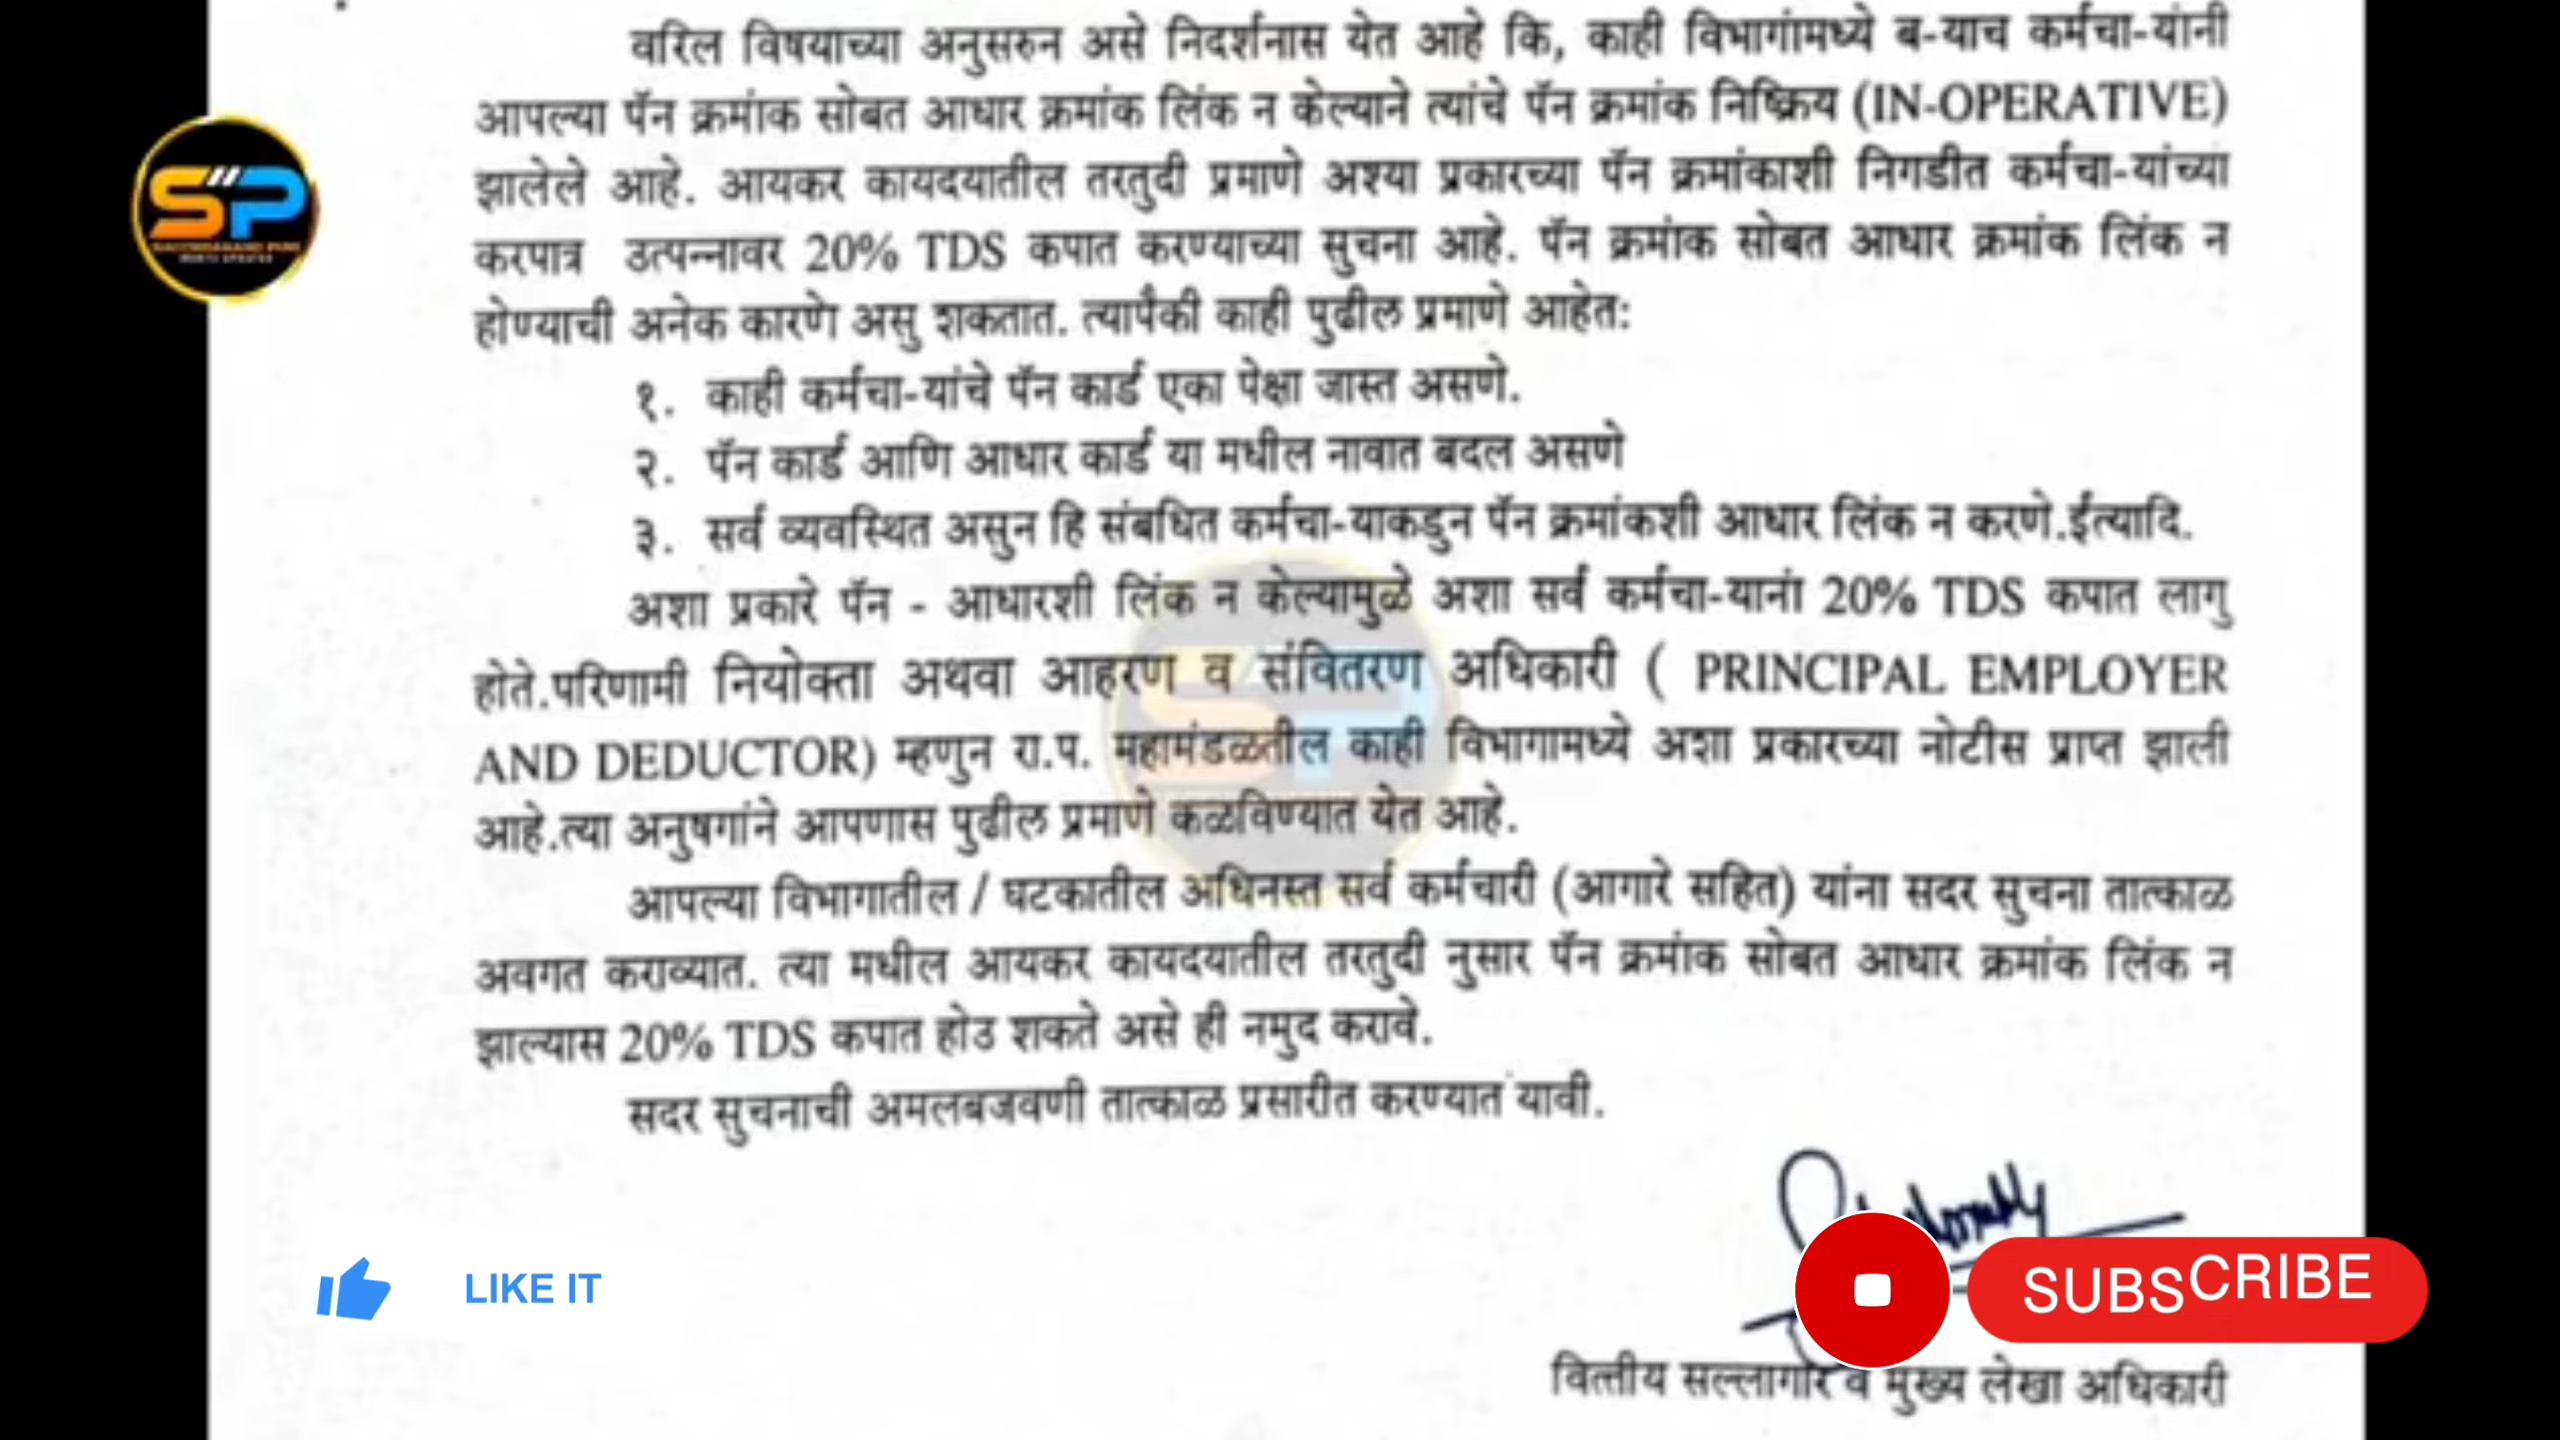 वरिल विषयाच्या अनुसरुन असे निदर्शनास येत आहे कि, काही विभागांमध्ये ब-याच कर्मचा-यांनी
आपल्या पॅन क्रमांक सोबत आधार क्रमांक लिंक न केल्याने त्यांचे पॅन क्रमांक निष्क्रिय (IN-OPERATIVE)
झालेले आहे. आयकर कायदयातील तरतुदी प्रमाणे अश्या प्रकारच्या पॅन क्रमांकाशी निगडीत कर्मचा-यांच्या
करपात्र उत्पन्नावर 20% TDS कपात करण्याच्या सुचना आहे. पॅन क्रमांक सोबत आधार क्रमांक लिंक न
होण्याची अनेक कारणे असु शकतात. त्यापैकी काही पुढील प्रमाणे आहेत:
१. काही कर्मचा-यांचे पॅन कार्ड एका पेक्षा जास्त असणे.
२. पॅन कार्ड आणि आधार कार्ड या मधील नावात बदल असणे
३. सर्व व्यवस्थित असुन हि संबधित कर्मचा-याकडुन पॅन क्रमांकशी आधार लिंक न करणे.ईत्यादि.
अशा प्रकारे पॅन - आधारशी लिंक न केल्यामुळे अशा सर्व कर्मचा-यानां 20% TDS कपात लागु
होते.परिणामी नियोक्ता अथवा आहरण व संवितरण अधिकारी ( PRINCIPAL EMPLOYER
AND DEDUCTOR) म्हणुन रा.प. महामंडळतील काही विभागामध्ये अशा प्रकारच्या नोटीस प्राप्त झाली
आहे.त्या अनुषगांने आपणास पुढील प्रमाणे कळविण्यात येत आहे.
आपल्या विभागातील / घटकातील अधिनस्त सर्व कर्मचारी (आगारे सहित) यांना सदर सुचना तात्काळ
अवगत कराव्यात. त्या मधील आयकर कायदयातील तरतुदी नुसार पॅन क्रमांक सोबत आधार क्रमांक लिंक न
झाल्यास 20% TDS कपात होउ शकते असे ही नमुद करावे.
सदर सुचनाची अमलबजवणी तात्काळ प्रसारीत करण्यात यावी.
वित्तीय सल्लागार व मुख्य लेखा अधिकारी
SP
LIKE IT
SUBSCRIBE